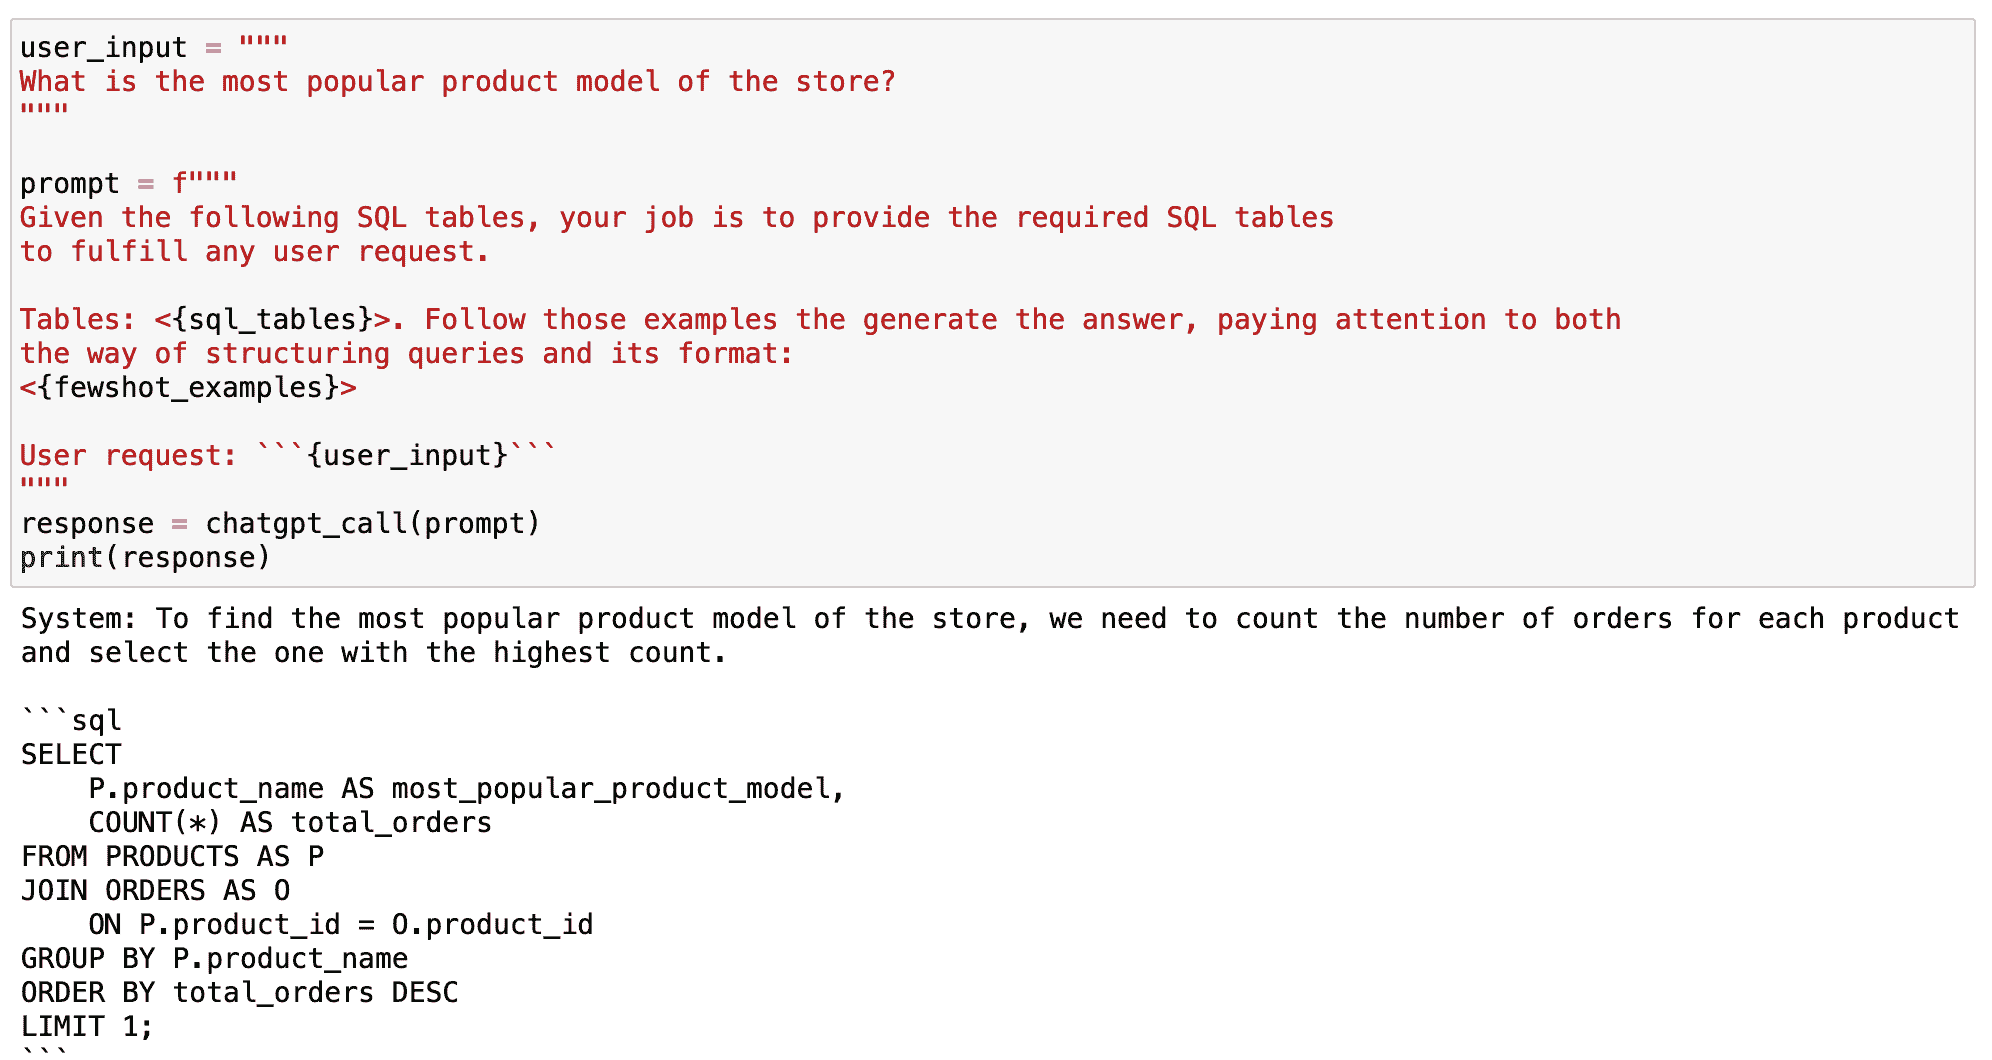 user_input = """
What is the most popular product model of the store?
"""
prompt = f"""
Given the following SQL tables, your job is to provide the required SQL tables
to fulfill any user request.
Tables: <{sql_tables}>. Follow those examples the generate the answer, paying attention to both
the way of structuring queries and its format:
<{fewshot_examples}>
User request: ```{user_input}```
"""
response = chatgpt_call(prompt)
print(response)
System: To find the most popular product model of the store, we need to count the number of orders for each product
and select the one with the highest count.
```sql
SELECT
    P.product_name AS most_popular_product_model,
    COUNT(*) AS total_orders
FROM PRODUCTS AS P
JOIN ORDERS AS O
    ON P.product_id = O.product_id
GROUP BY P.product_name
ORDER BY total_orders DESC
LIMIT 1;
```